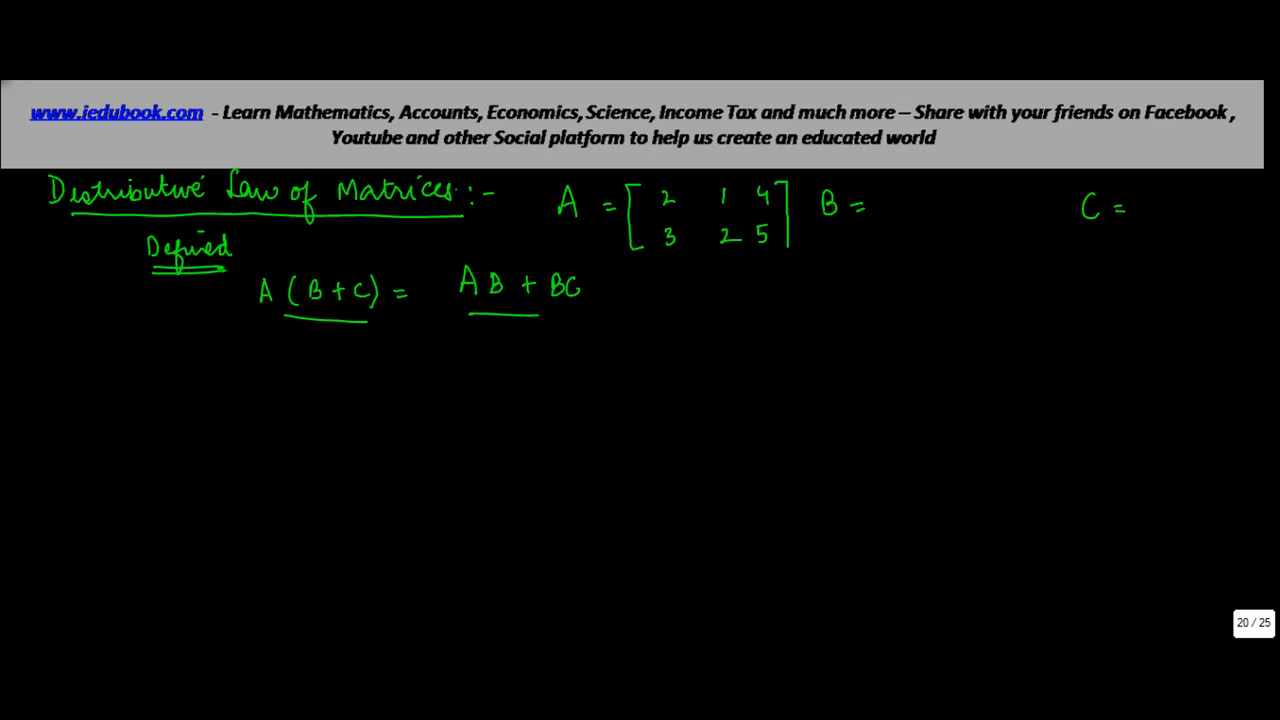 www.iedubook.com - Learn Mathematics, Accounts, Economics, Science, Income Tax and much more – Share with your friends on Facebook ,
Youtube and other Social platform to help us create an educated world
Distributive Law of Matrices :-
A = [ 2 1 4 ] B = C =
3 2 5
Defined
A ( B + C ) = AB + BC
20 / 25